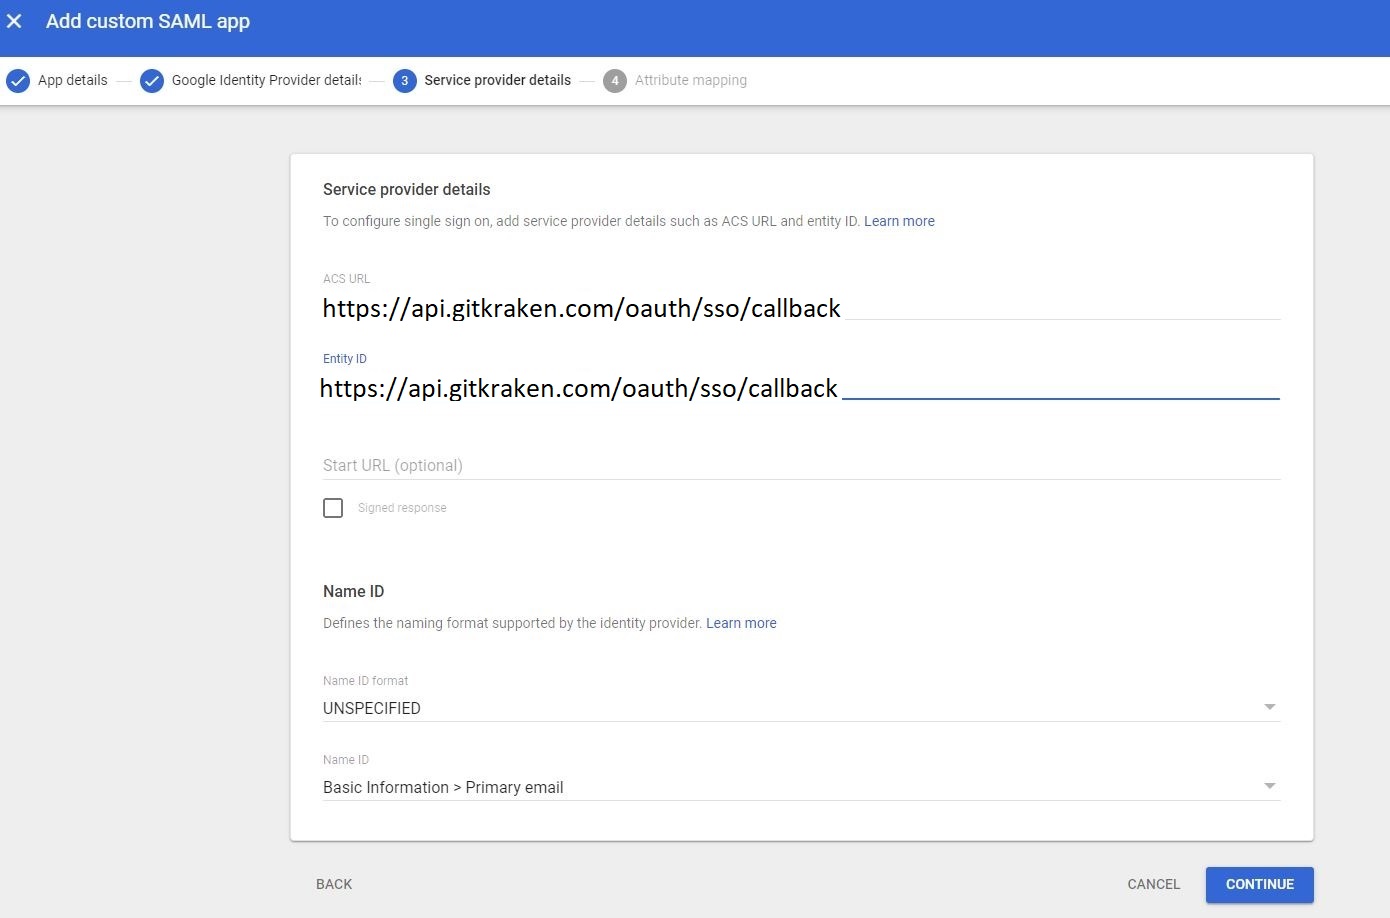 Add custom SAML app
App details
Google Identity Provider details
3 Service provider details
4 Attribute mapping
Service provider details
To configure single sign on, add service provider details such as ACS URL and entity ID. Learn more
ACS URL
https://api.gitkraken.com/oauth/sso/callback
Entity ID
https://api.gitkraken.com/oauth/sso/callback
Start URL (optional)
Signed response
Name ID
Defines the naming format supported by the identity provider. Learn more
Name ID format
UNSPECIFIED
Name ID
Basic Information > Primary email
BACK
CANCEL
CONTINUE